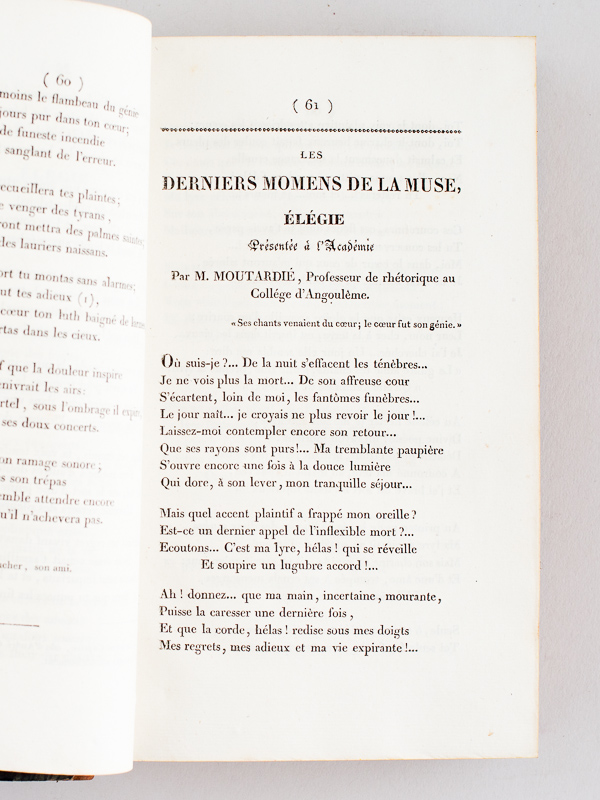 ( 60 )
moins le flambeau du génie
jours pur dans ton cœur;
de funeste incendie
sanglant de l'erreur.
ecueillera tes plaintes;
venger des tyrans,
ront mettra des palmes saintes
des lauriers naissans.
ort tu montas sans alarmes;
ut tes adieux (1),
cœur ton luth baigné de larmes
rtas dans les cieux.
f que la douleur inspire
enivrait les airs:
rtel, sous l'ombrage il expire
ses doux concerts.
on ramage sonore;
s son trépas
emble attendre encore
u'il n'achevera pas.
cher, son ami.
( 61 )
LES
DERNIERS MOMENS DE LA MUSE,
ÉLÉGIE
Présentée à l'Académie
Par M. MOUTARDIÉ, Professeur de rhétorique au
Collége d'Angoulème.
« Ses chants venaient du cœur; le cœur fut son génie. »
Où suis-je?... De la nuit s'effacent les ténèbres...
Je ne vois plus la mort... De son affreuse cour
S'écartent, loin de moi, les fantômes funèbres...
Le jour naît... je croyais ne plus revoir le jour!...
Laissez-moi contempler encore son retour...
Que ses rayons sont purs!... Ma tremblante paupière
S'ouvre encore une fois à la douce lumière
Qui dore, à son lever, mon tranquille séjour...
Mais quel accent plaintif a frappé mon oreille?
Est-ce un dernier appel de l'inflexible mort?...
Ecoutons... C'est ma lyre, hélas! qui se réveille
Et soupire un lugubre accord!...
Ah! donnez... que ma main, incertaine, mourante,
Puisse la caresser une dernière fois,
Et que la corde, hélas! redise sous mes doigts
Mes regrets, mes adieux et ma vie expirante!...